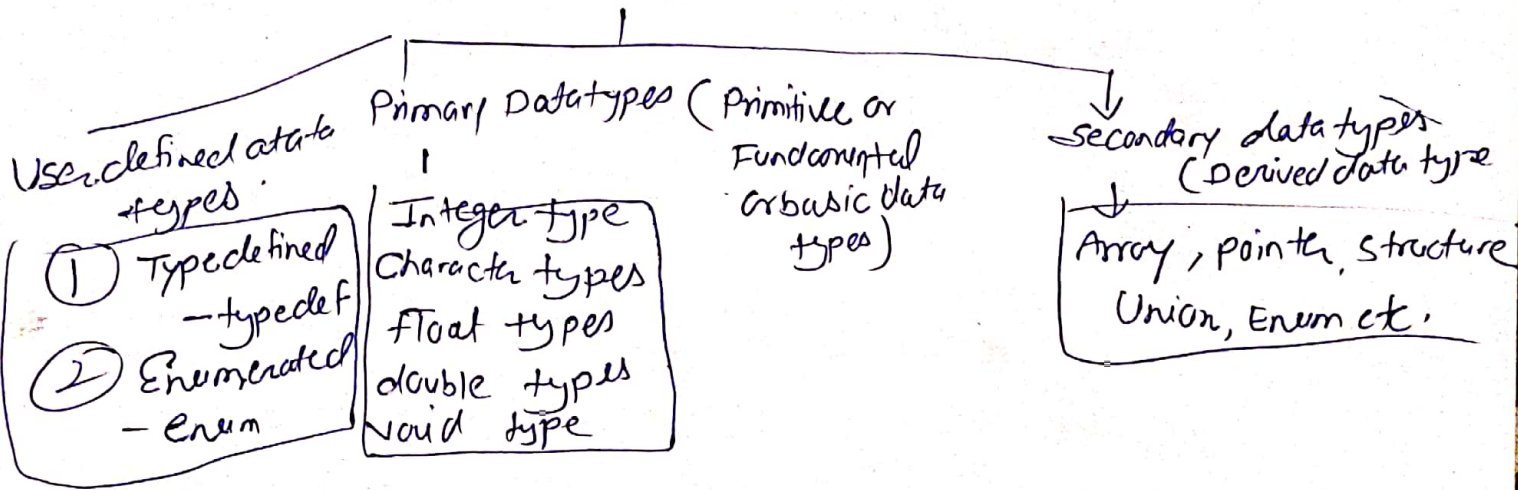 User defined data
types.
① Typedefined
- typedef
② Enumerated
- enum
Primary Datatypes (Primitive or
Fundamental
or basic data
types)
Integer type
Character types
float types
double types
void type
Secondary data types
(Derived data type
Array, pointer, structure
Union, Enum etc.